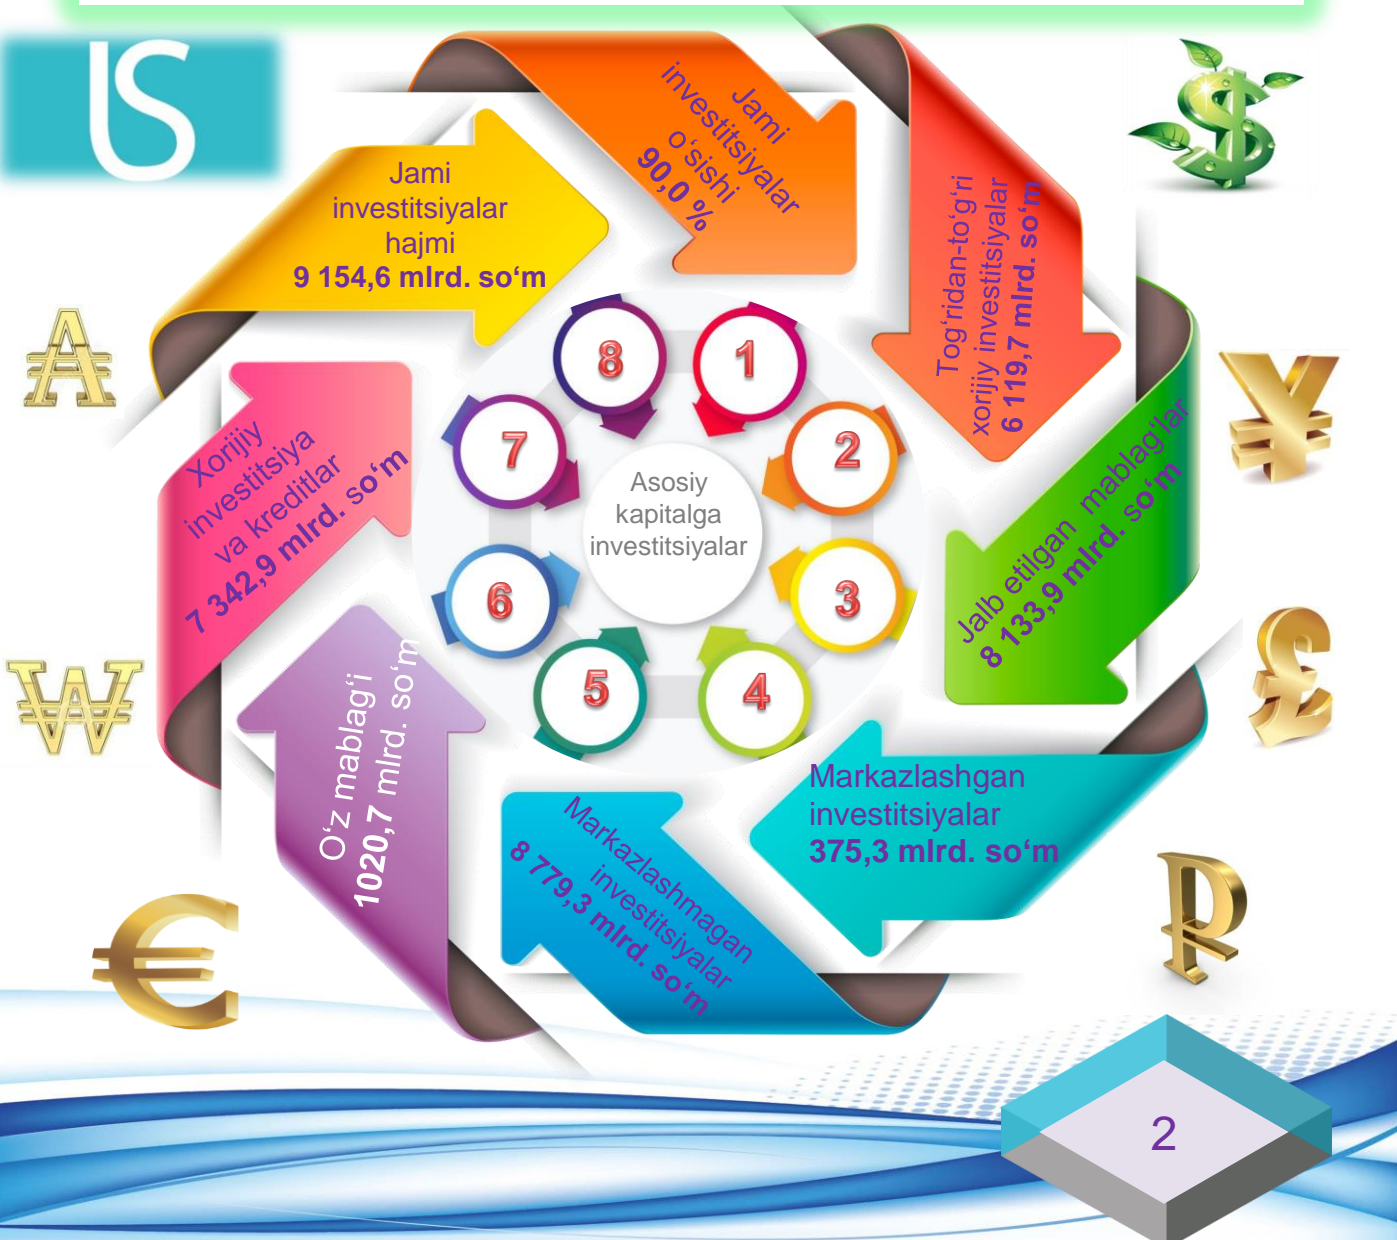 Jami
investitsiyalar
hajmi
9 154,6 mlrd. so‘m
Jami
investitsiyalar
o‘sishi
90,0 %
Tog‘ridan-to‘g‘ri
xorijiy investitsiyalar
6 119,7 mlrd. so‘m
Jalb etilgan mablag‘lar
8 133,9 mlrd. so‘m
Markazlashgan
investitsiyalar
375,3 mlrd. so‘m
Markazlashmagan
investitsiyalar
8 779,3 mlrd. so‘m
O‘z mablag‘i
1020,7 mlrd. so‘m
Xorijiy
investitsiya
va kreditlar
7 342,9 mlrd. so‘m
8
1
7
2
6
3
5
4
Asosiy
kapitalga
investitsiyalar
2